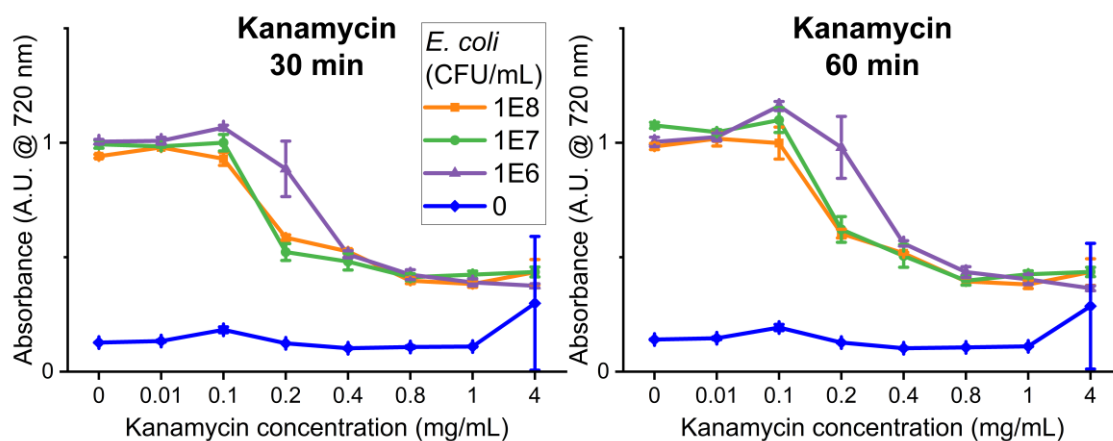 Kanamycin
30 min
E. coli
(CFU/mL)
1E8
1E7
1E6
0
Absorbance (A.U. @ 720 nm)
1
0
0 0.01 0.1 0.2 0.4 0.8 1 4
Kanamycin concentration (mg/mL)
Kanamycin
60 min
Absorbance (A.U. @ 720 nm)
1
0
0 0.01 0.1 0.2 0.4 0.8 1 4
Kanamycin concentration (mg/mL)